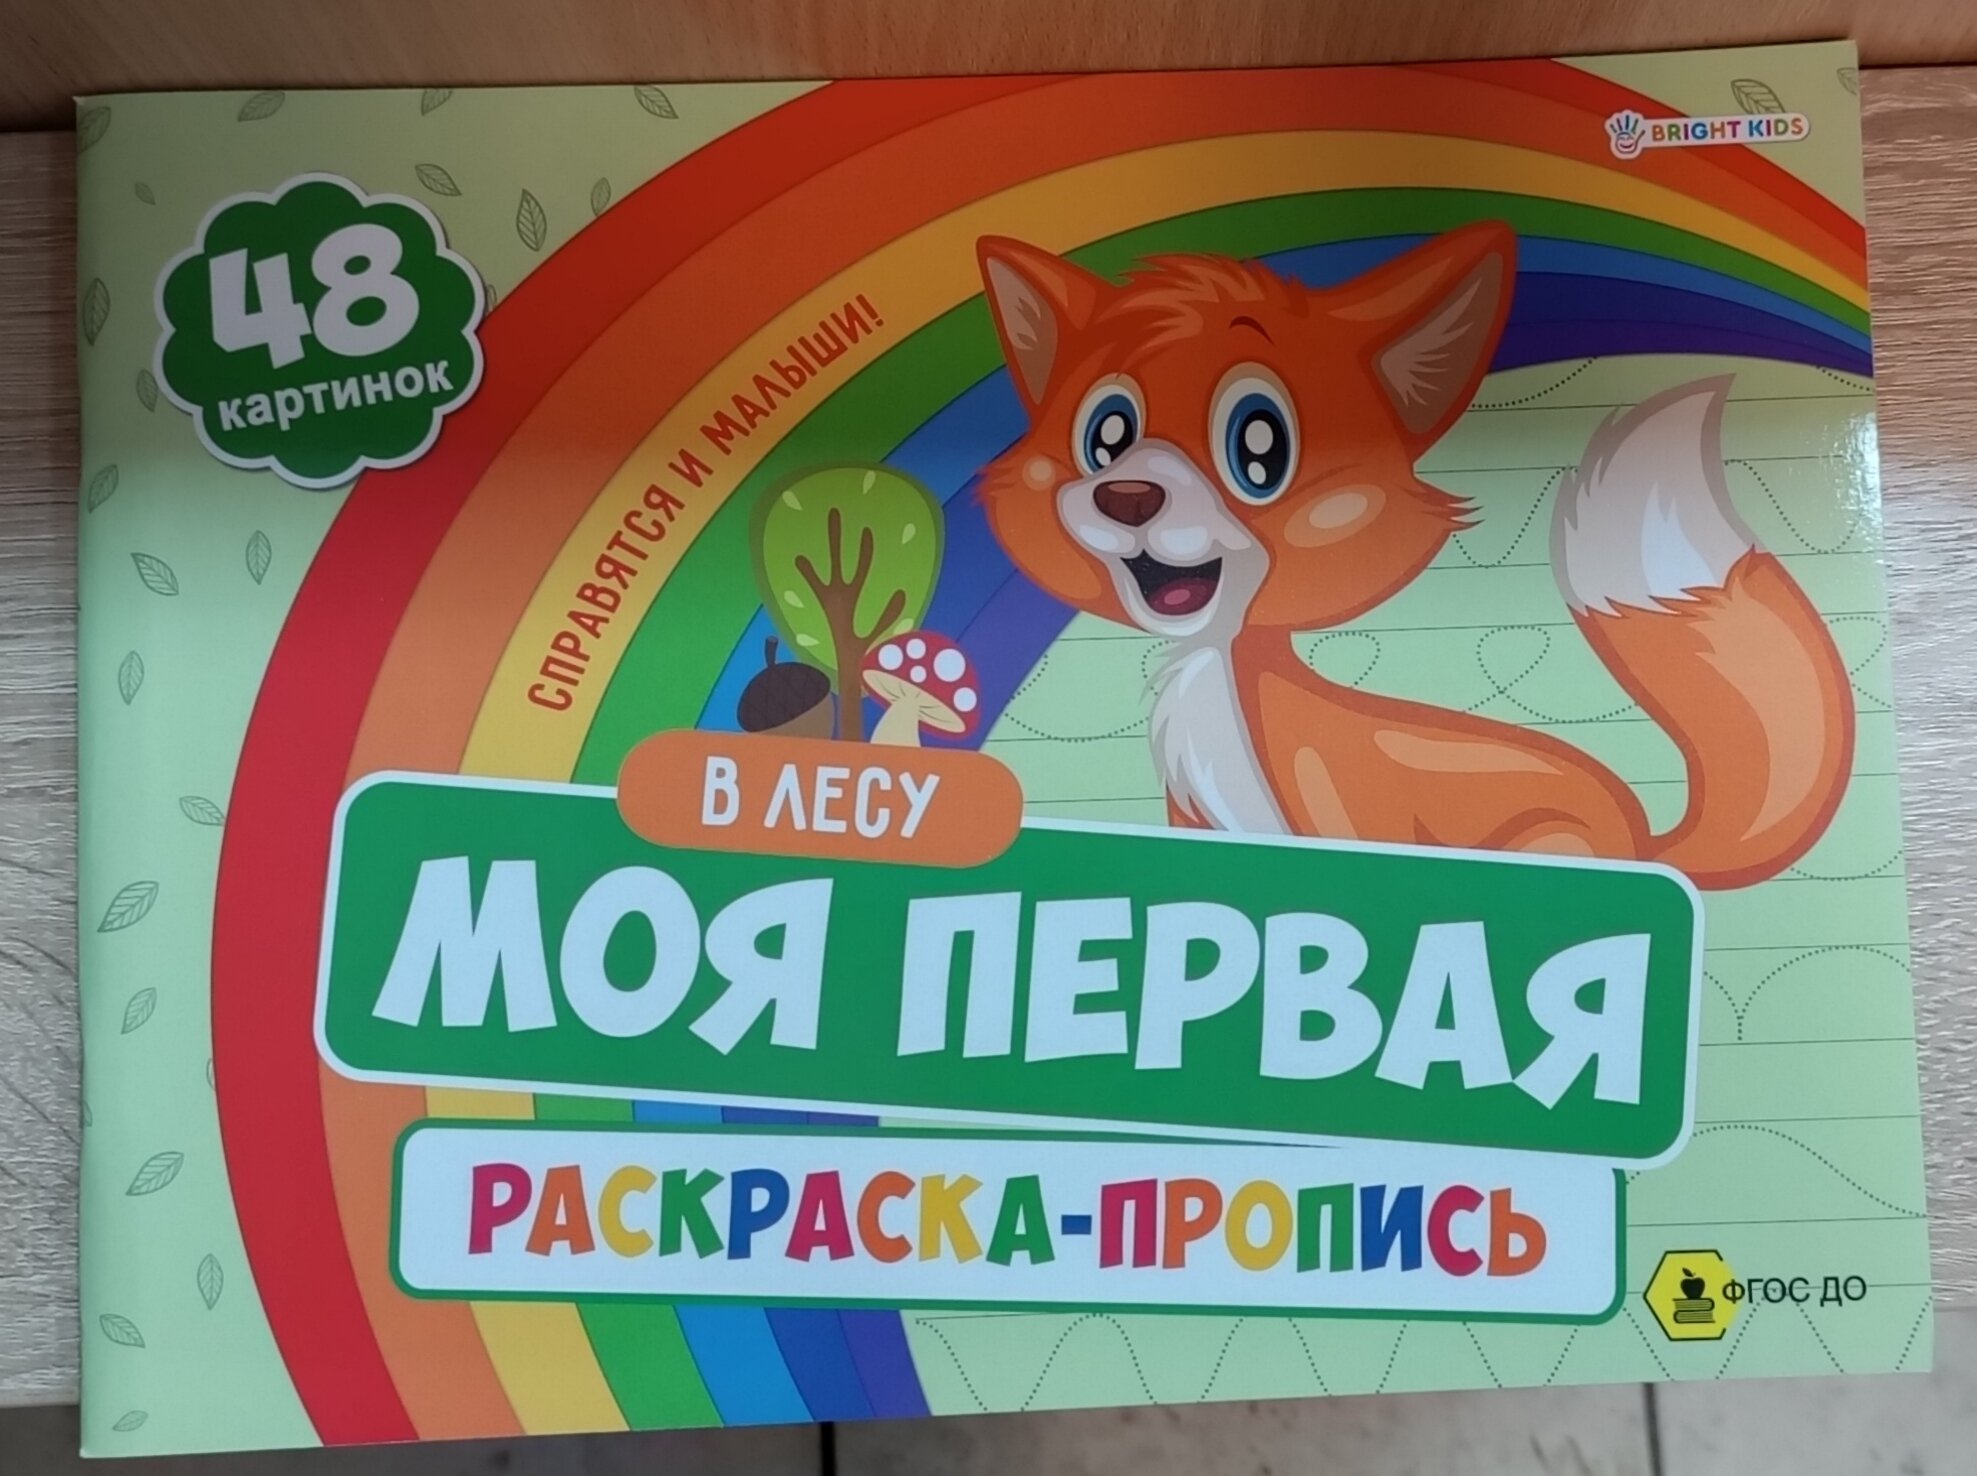 BRIGHT KIDS
48
картинок
СПРАВЯТСЯ И МАЛЫШИ!
В ЛЕСУ
МОЯ ПЕРВАЯ
РАСКРАСКА-ПРОПИСЬ
ФГОС ДО